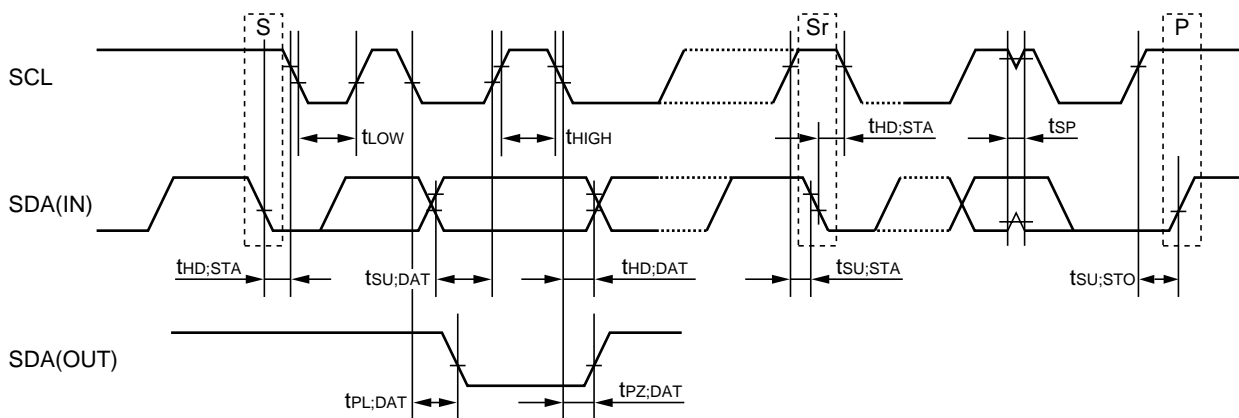 S Sr P
SCL
tLOW tHIGH tHD;STA tSP
SDA(IN)
tHD;STA tSU;DAT tHD;DAT tSU;STA tSU;STO
SDA(OUT)
tPL;DAT tPZ;DAT